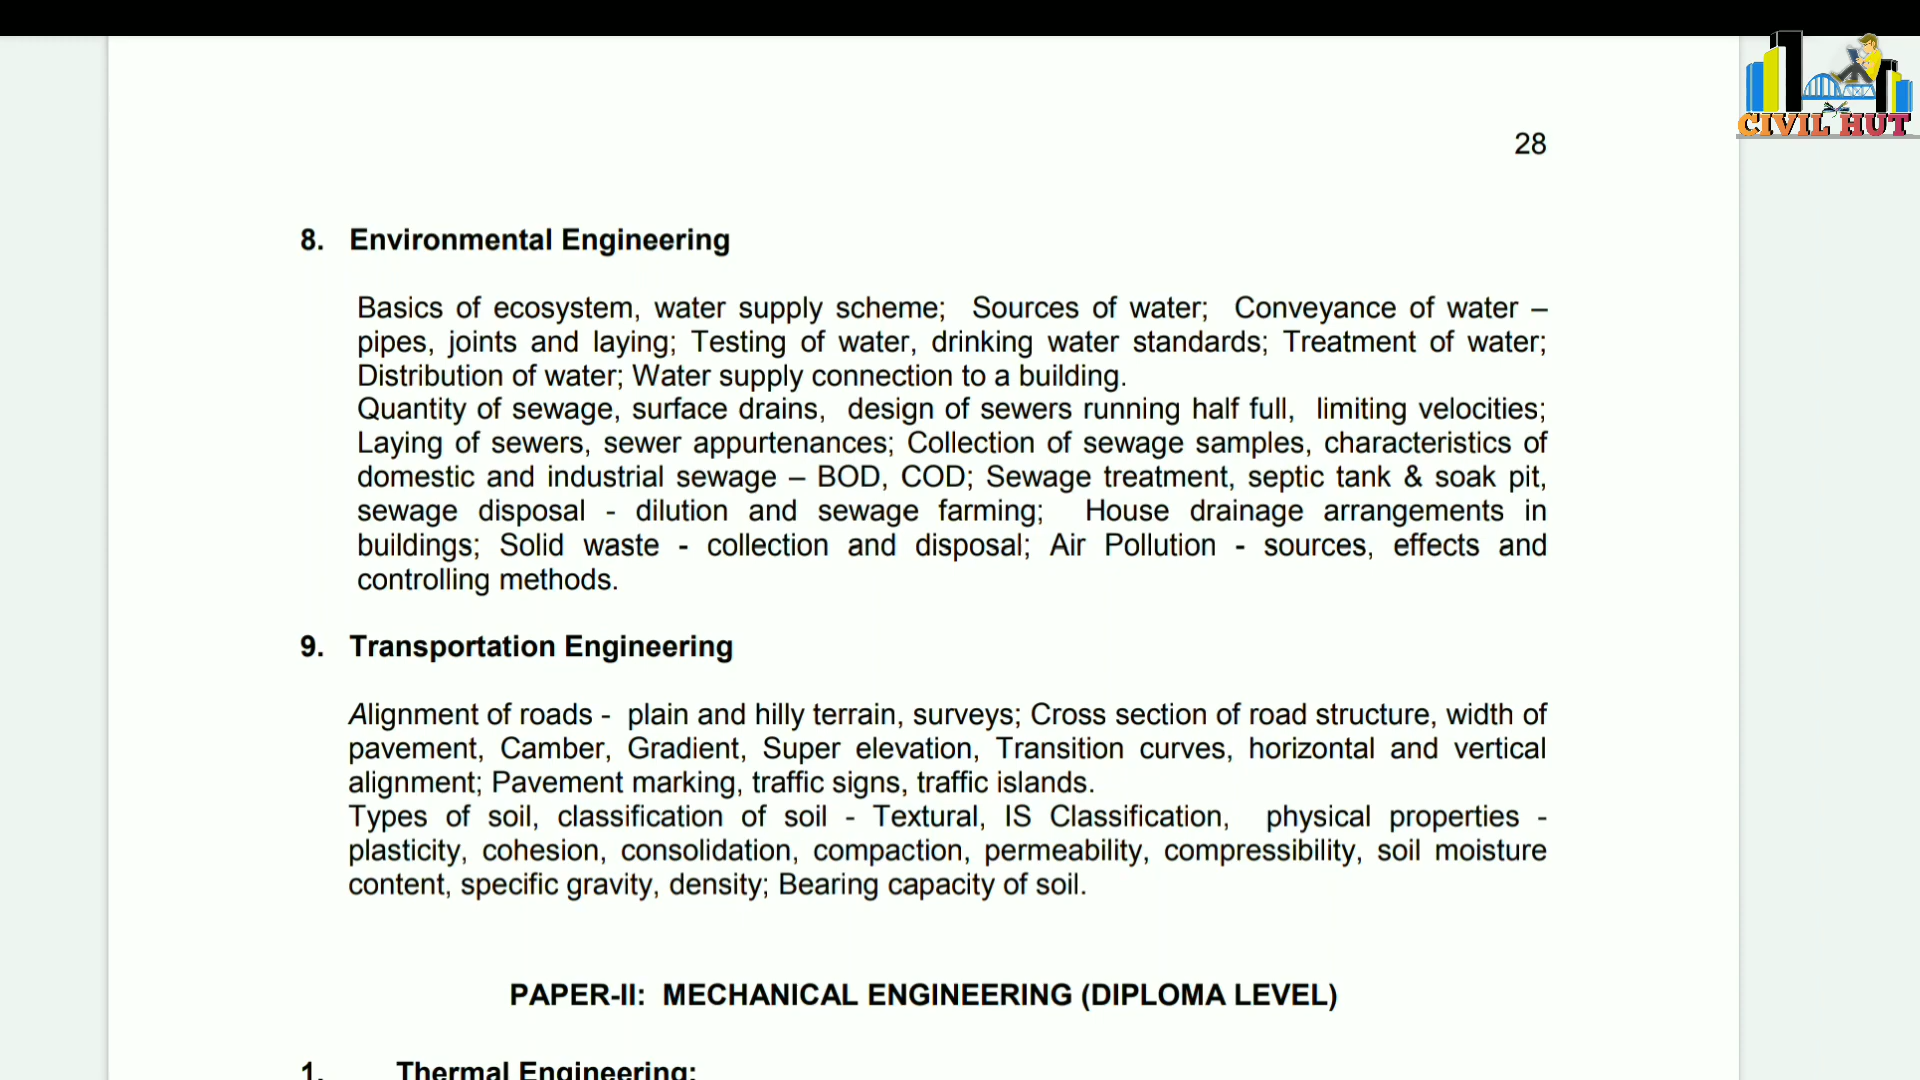 CIVIL HUT
28
8. Environmental Engineering
Basics of ecosystem, water supply scheme; Sources of water; Conveyance of water –
pipes, joints and laying; Testing of water, drinking water standards; Treatment of water;
Distribution of water; Water supply connection to a building.
Quantity of sewage, surface drains, design of sewers running half full, limiting velocities;
Laying of sewers, sewer appurtenances; Collection of sewage samples, characteristics of
domestic and industrial sewage – BOD, COD; Sewage treatment, septic tank & soak pit,
sewage disposal - dilution and sewage farming; House drainage arrangements in
buildings; Solid waste - collection and disposal; Air Pollution - sources, effects and
controlling methods.
9. Transportation Engineering
Alignment of roads - plain and hilly terrain, surveys; Cross section of road structure, width of
pavement, Camber, Gradient, Super elevation, Transition curves, horizontal and vertical
alignment; Pavement marking, traffic signs, traffic islands.
Types of soil, classification of soil - Textural, IS Classification, physical properties -
plasticity, cohesion, consolidation, compaction, permeability, compressibility, soil moisture
content, specific gravity, density; Bearing capacity of soil.
PAPER-II: MECHANICAL ENGINEERING (DIPLOMA LEVEL)
1. Thermal Engineering: